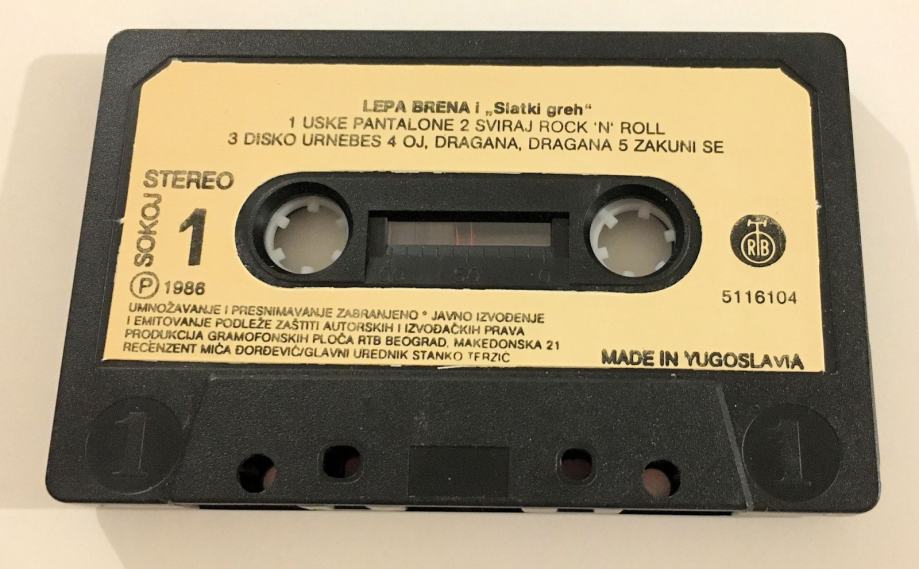 LEPA BRENA i „Slatki greh“
1 USKE PANTALONE 2 SVIRAJ ROCK 'N' ROLL
3 DISKO URNEBES 4 OJ, DRAGANA, DRAGANA 5 ZAKUNI SE
STEREO
SOKOJ
1
Ⓟ 1986
RTB
5116104
50
0
UMNOŽAVANJE I PRESNIMAVANJE ZABRANJENO * JAVNO IZVOĐENJE
I EMITOVANJE PODLEŽE ZAŠTITI AUTORSKIH I IZVOĐAČKIH PRAVA
PRODUKCIJA GRAMOFONSKIH PLOČA RTB BEOGRAD, MAKEDONSKA 21
RECENZENT MIĆA ĐORĐEVIĆ/GLAVNI UREDNIK STANKO TERZIĆ
MADE IN YUGOSLAVIA
1
1